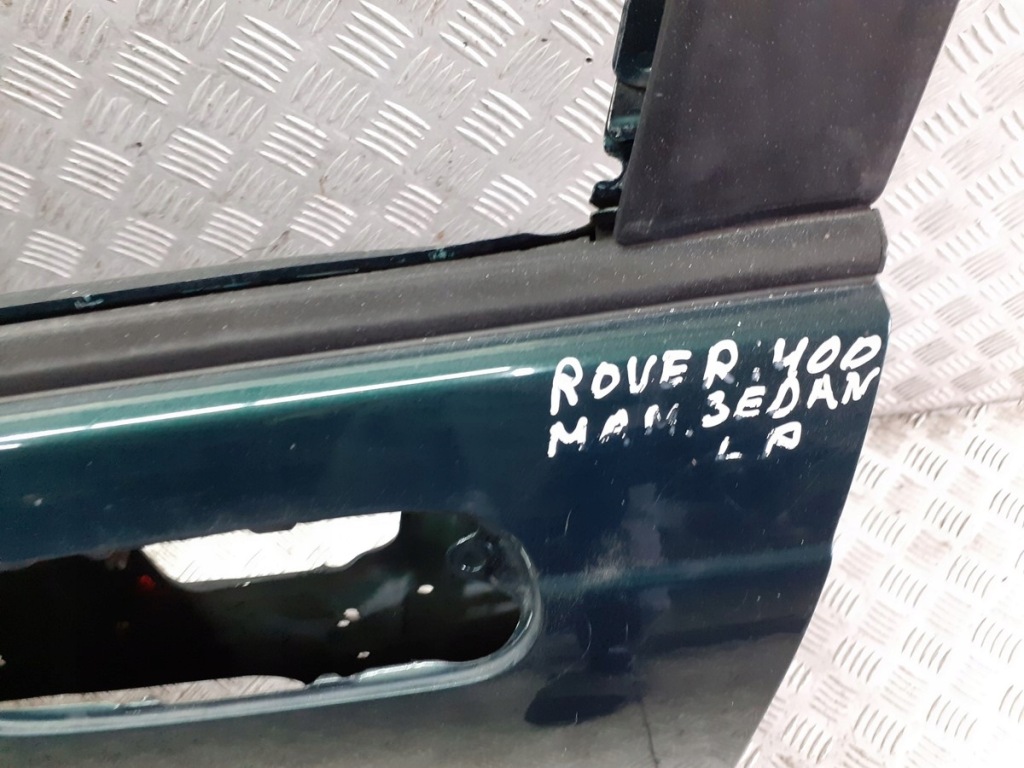 ROVER 400
MAN. SEDAN
LP